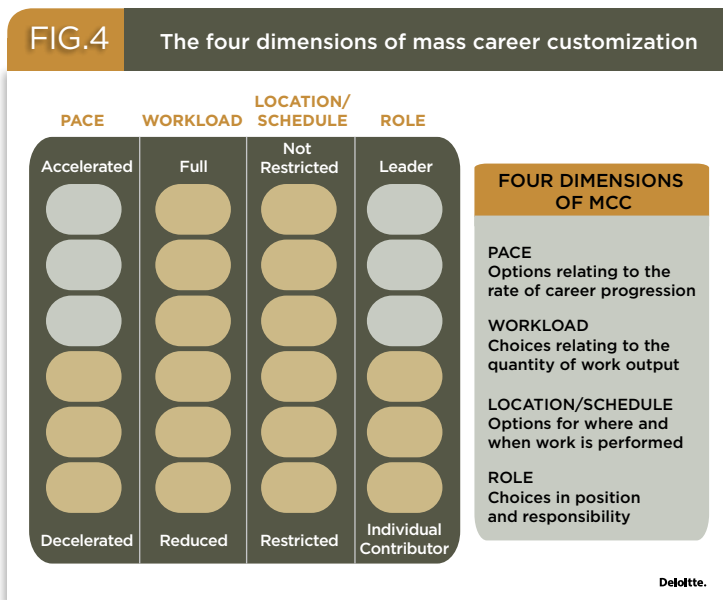 FIG.4
The four dimensions of mass career customization
PACE
WORKLOAD
LOCATION/
SCHEDULE
ROLE
Accelerated
Full
Not
Restricted
Leader
Decelerated
Reduced
Restricted
Individual
Contributor
FOUR DIMENSIONS
OF MCC
PACE
Options relating to the
rate of career progression
WORKLOAD
Choices relating to the
quantity of work output
LOCATION/SCHEDULE
Options for where and
when work is performed
ROLE
Choices in position
and responsibility
Deloitte.